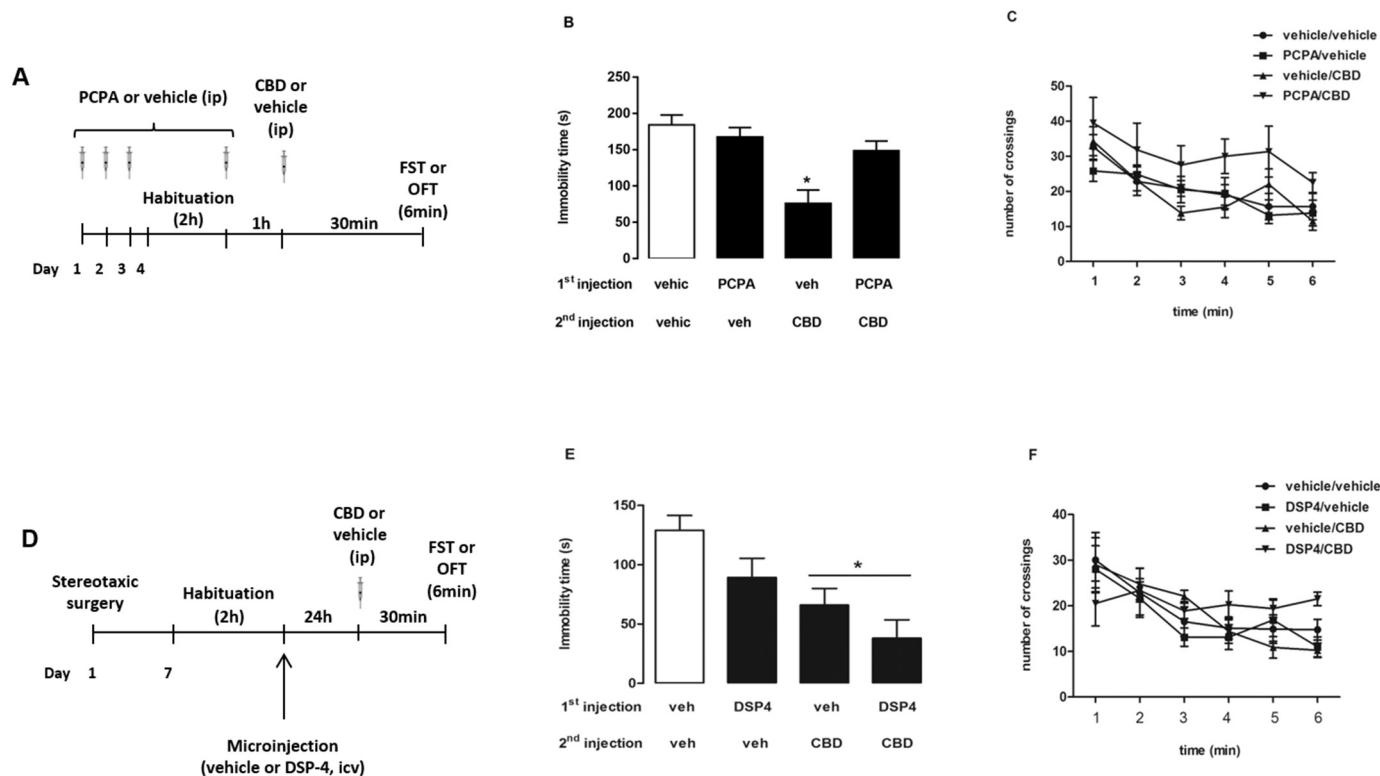 A
PCPA or vehicle (ip)
CBD or
vehicle
(ip)
FST or
OFT
(6min)
Habituation
(2h)
1h
30min
Day 1 2 3 4
B
Immobility time (s)
250
200
150
100
50
0
*
1st injection vehic PCPA veh PCPA
2nd injection vehic veh CBD CBD
C
vehicle/vehicle
PCPA/vehicle
vehicle/CBD
PCPA/CBD
number of crossings
50
40
30
20
10
0
1 2 3 4 5 6
time (min)
D
Stereotaxic
surgery
Habituation
(2h)
24h
CBD or
vehicle
(ip)
30min
FST or
OFT
(6min)
Day 1 7
Microinjection
(vehicle or DSP-4, icv)
E
Immobility time (s)
150
100
50
0
*
1st injection veh DSP4 veh DSP4
2nd injection veh veh CBD CBD
F
vehicle/vehicle
DSP4/vehicle
vehicle/CBD
DSP4/CBD
number of crossings
40
30
20
10
0
1 2 3 4 5 6
time (min)